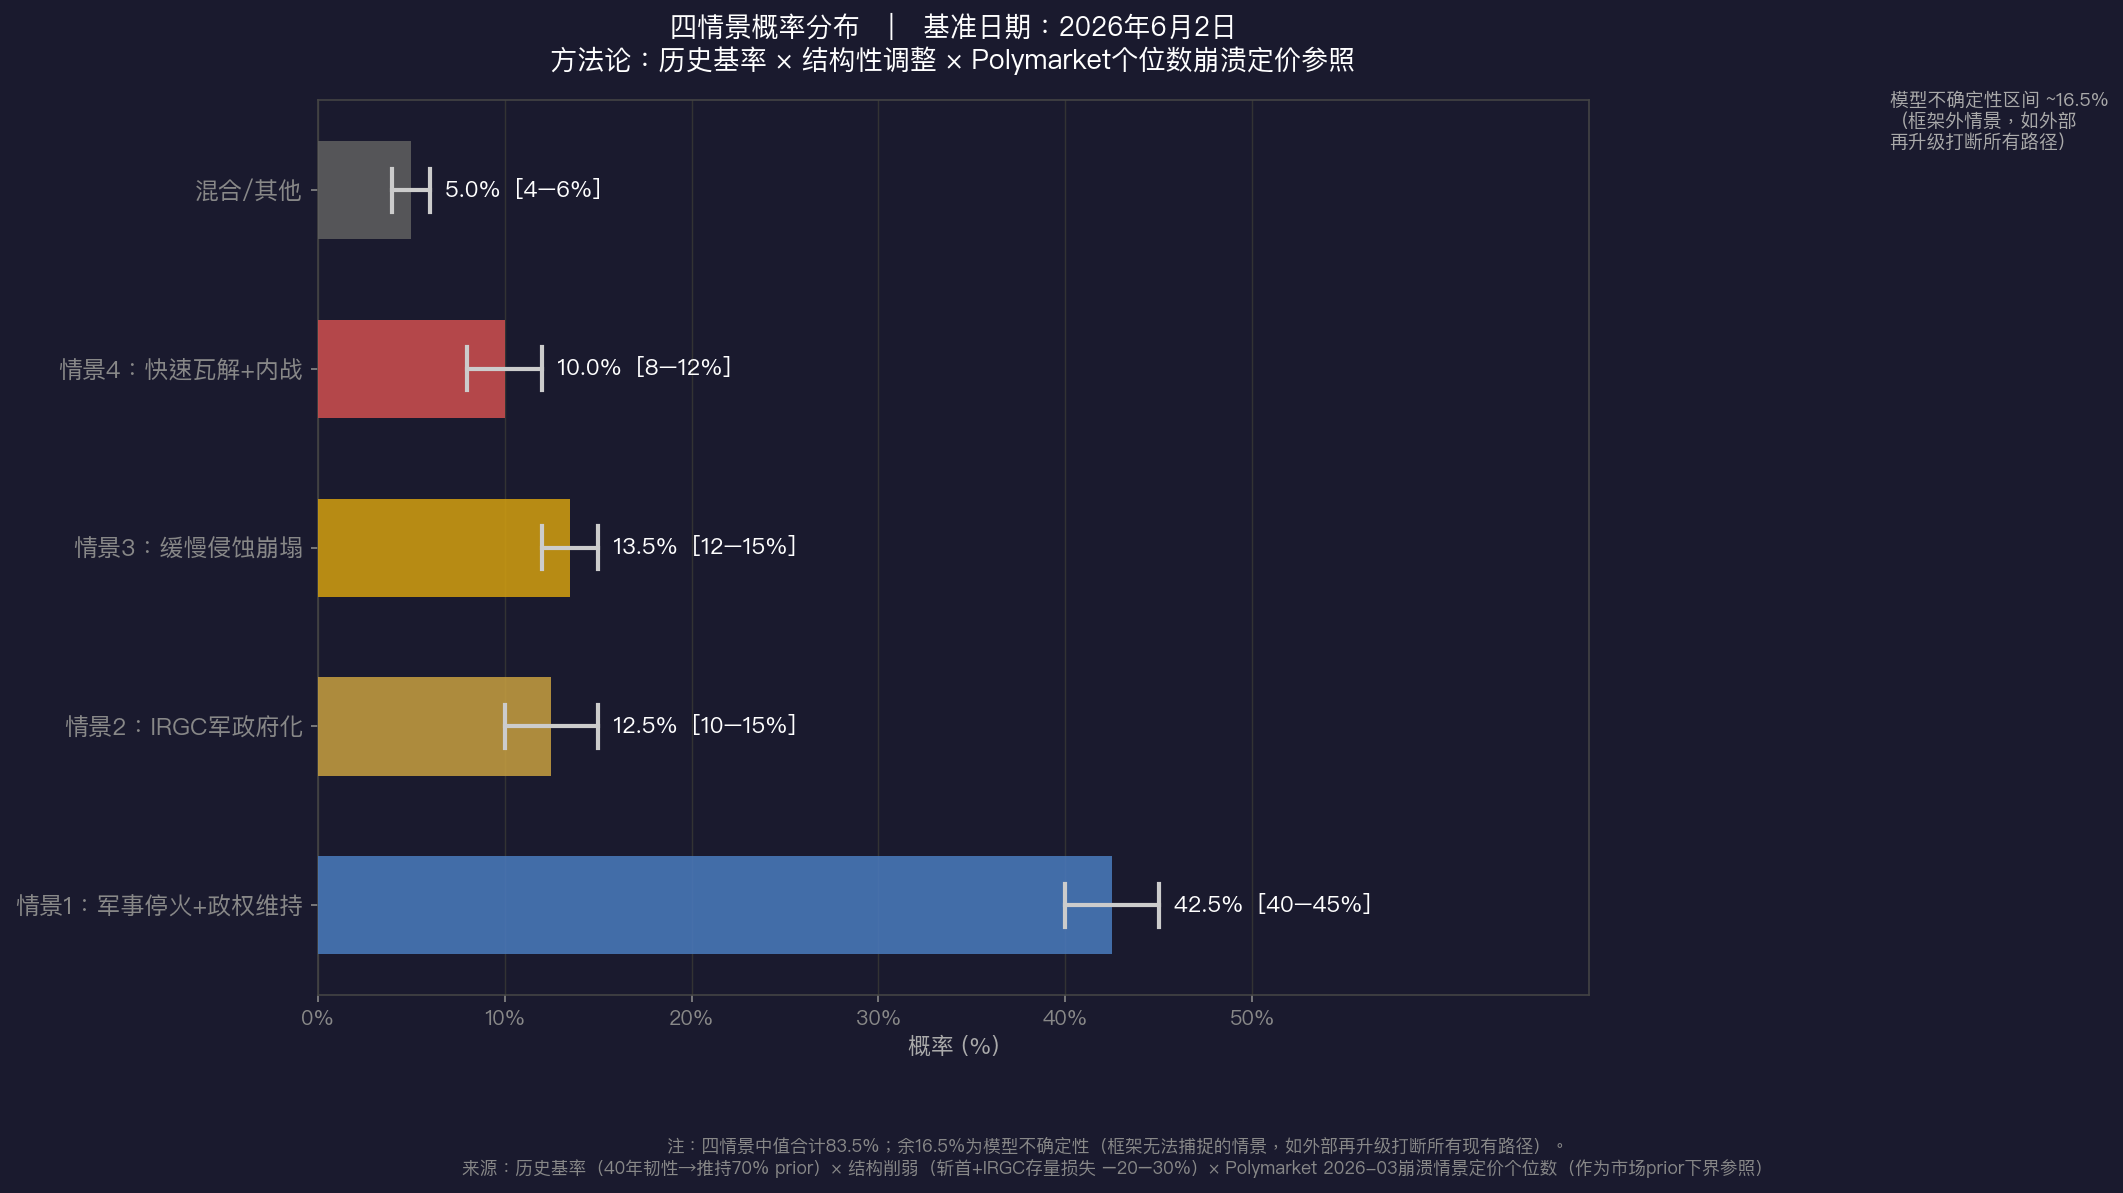 四情景概率分布 ｜ 基准日期：2026年6月2日
方法论：历史基率 × 结构性调整 × Polymarket个位数崩溃定价参照
模型不确定性区间 ~16.5%
（框架外情景，如外部
再升级打断所有路径）
混合/其他
5.0% [4—6%]
情景4：快速瓦解+内战
10.0% [8—12%]
情景3：缓慢侵蚀崩塌
13.5% [12—15%]
情景2：IRGC军政府化
12.5% [10—15%]
情景1：军事停火+政权维持
42.5% [40—45%]
0% 10% 20% 30% 40% 50%
概率 (%)
注：四情景中值合计83.5%；余16.5%为模型不确定性（框架无法捕捉的情景，如外部再升级打断所有现有路径）。
来源：历史基率（40年韧性→推持70% prior）× 结构削弱（斩首+IRGC存量损失 —20—30%）× Polymarket 2026–03崩溃情景定价个位数（作为市场prior下界参照）